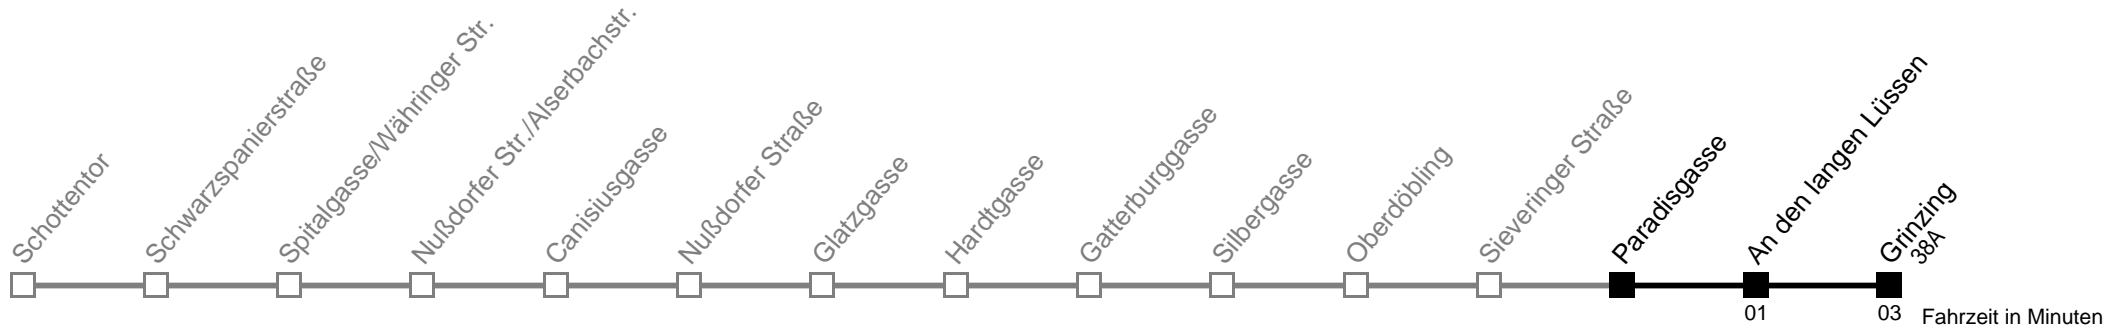 Schottentor
Schwarzspanierstraße
Spitalgasse/Währinger Str.
Nußdorfer Str./Alserbachstr.
Canisiusgasse
Nußdorfer Straße
Glatzgasse
Hardtgasse
Gatterburggasse
Silbergasse
Oberdöbling
Sieveringer Straße
Paradisgasse
An den langen Lüssen
Grinzing
38A
01
03
Fahrzeit in Minuten